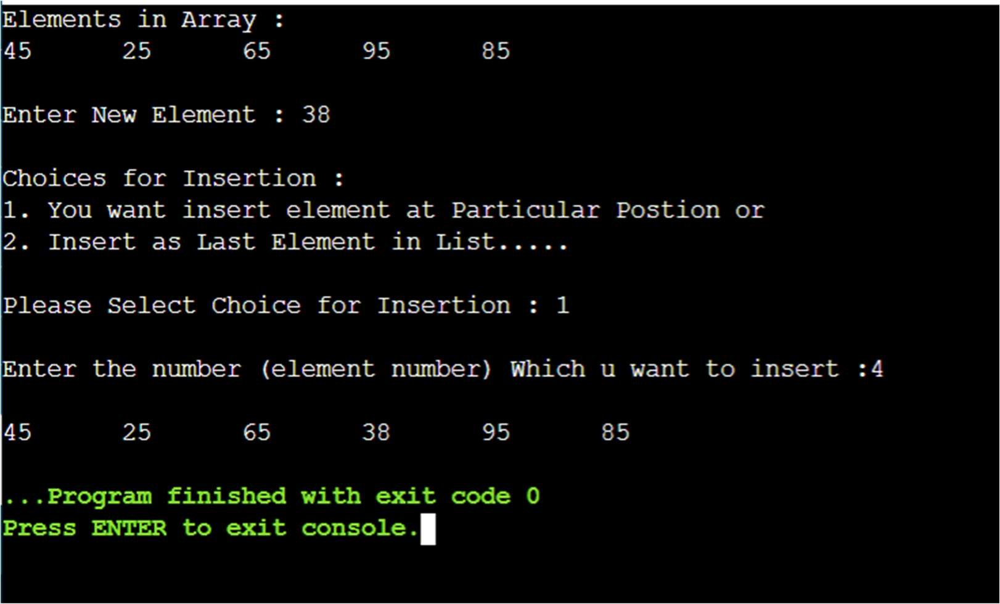 Elements in Array :
45 25 65 95 85
Enter New Element : 38
Choices for Insertion :
1. You want insert element at Particular Postion or
2. Insert as Last Element in List.....
Please Select Choice for Insertion : 1
Enter the number (element number) Which u want to insert :4
45 25 65 38 95 85
...Program finished with exit code 0
Press ENTER to exit console.